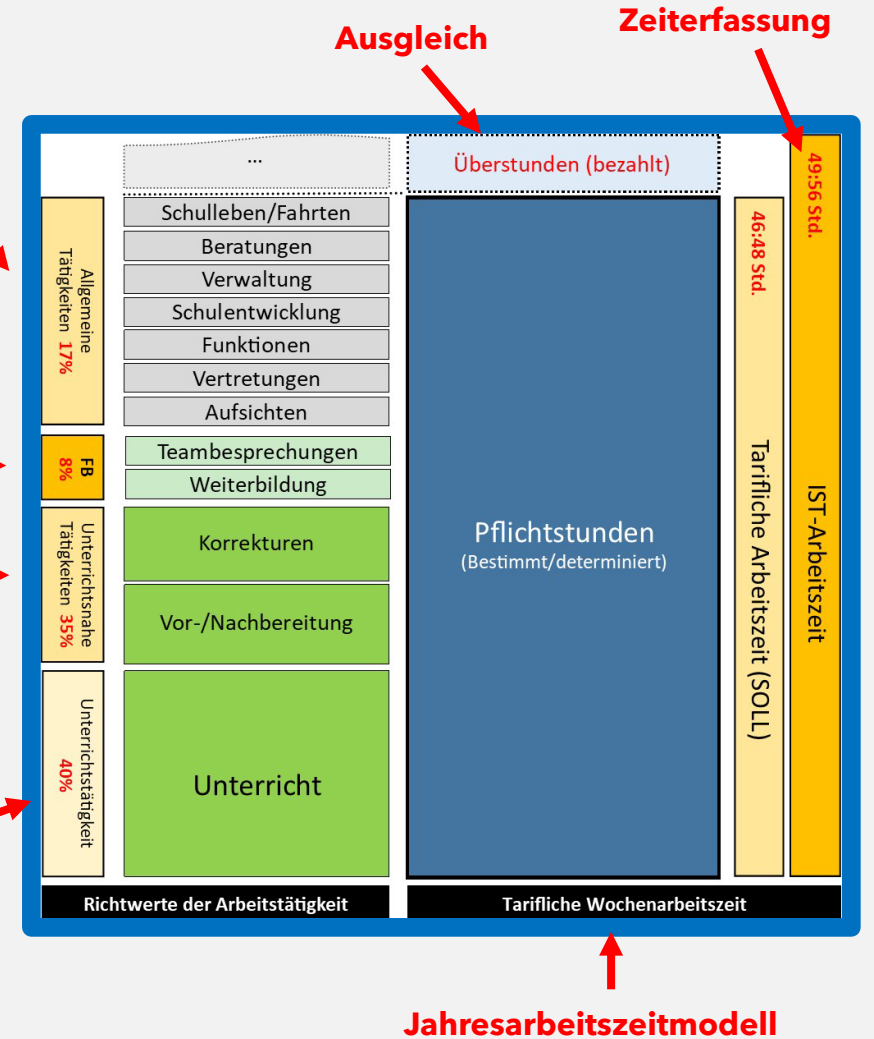 Ausgleich
Zeiterfassung
...
Überstunden (bezahlt)
49:56 Std.
IST-Arbeitszeit
46:48 Std.
Tarifliche Arbeitszeit (SOLL)
Allgemeine
Tätigkeiten 17%
Schulleben/Fahrten
Beratungen
Verwaltung
Schulentwicklung
Funktionen
Vertretungen
Aufsichten
FB
8%
Teambesprechungen
Weiterbildung
Unterrichtsnahe
Tätigkeiten 35%
Korrekturen
Vor-/Nachbereitung
Pflichtstunden
(Bestimmt/determiniert)
Unterrichtstätigkeit
40%
Unterricht
Richtwerte der Arbeitstätigkeit
Tarifliche Wochenarbeitszeit
Jahresarbeitszeitmodell